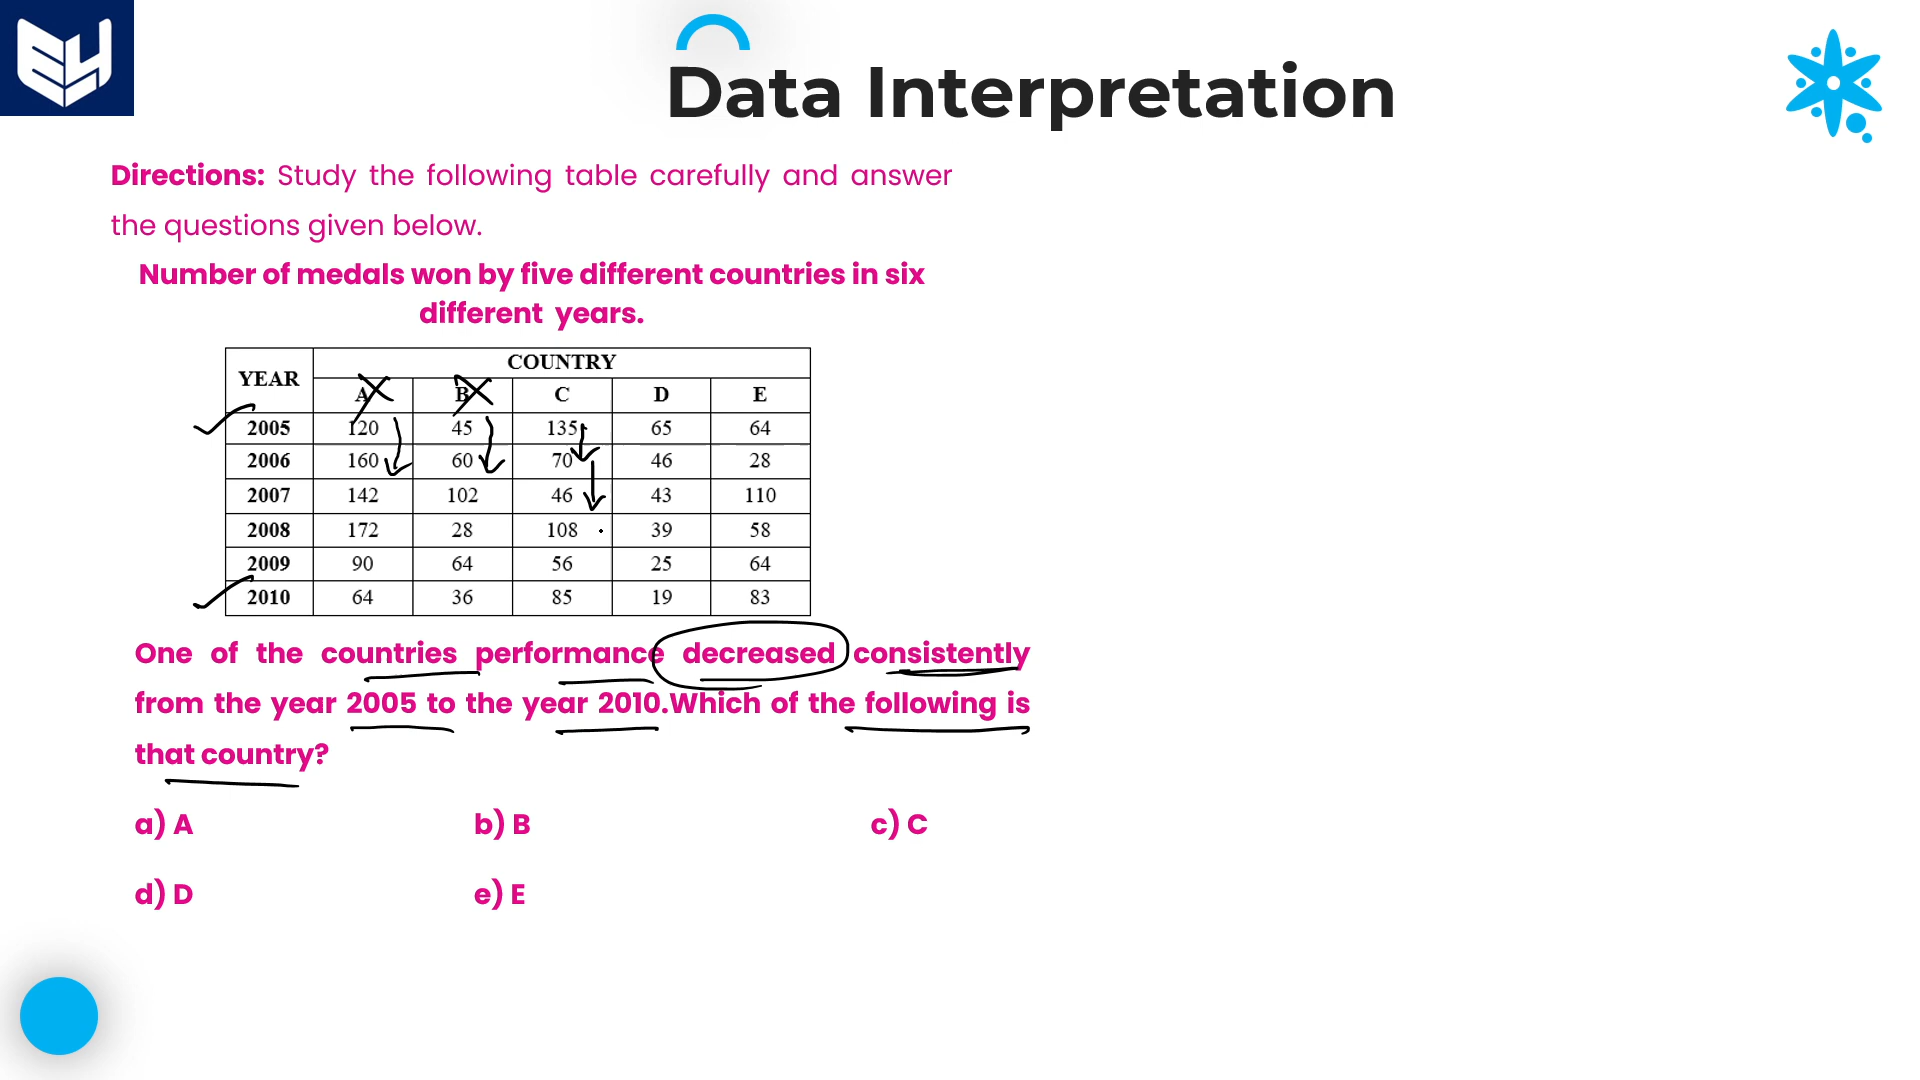 Data Interpretation
Directions: Study the following table carefully and answer
the questions given below.
Number of medals won by five different countries in six
different years.
YEAR COUNTRY
A B C D E
2005 120 45 135 65 64
2006 160 60 70 46 28
2007 142 102 46 43 110
2008 172 28 108 39 58
2009 90 64 56 25 64
2010 64 36 85 19 83
One of the countries performance decreased consistently
from the year 2005 to the year 2010.Which of the following is
that country?
a) A b) B c) C
d) D e) E